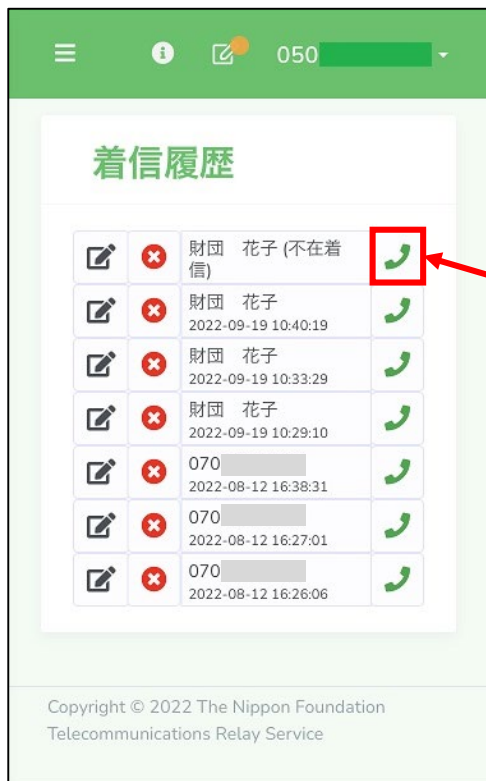 050
着信履歴
財団　花子 (不在着
信)
財団　花子
2022-09-19 10:40:19
財団　花子
2022-09-19 10:33:29
財団　花子
2022-09-19 10:29:10
070
2022-08-12 16:38:31
070
2022-08-12 16:27:01
070
2022-08-12 16:26:06
Copyright © 2022 The Nippon Foundation
Telecommunications Relay Service